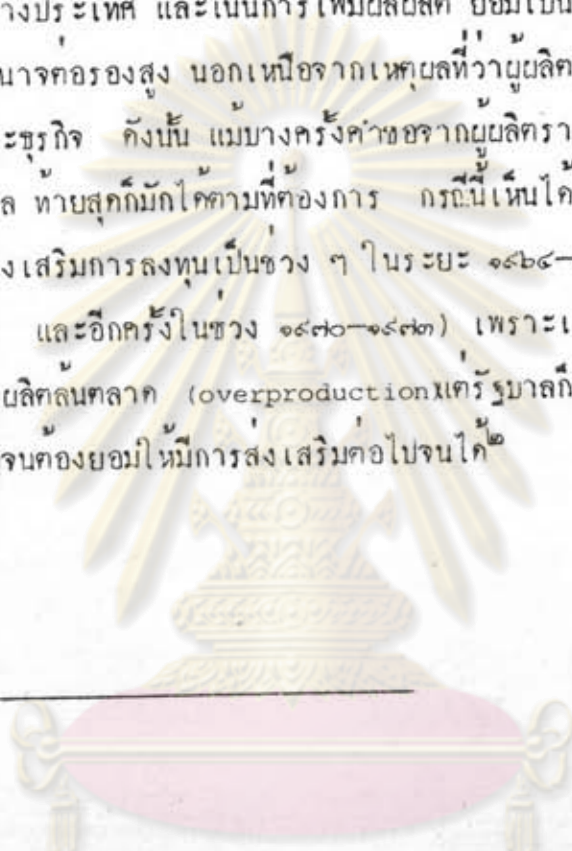 างประเทศ และเน้นการเพิ่มผลผลิต ย่อมเป็น
นาจต่อรองสูง นอกเหนือจากเหตุผลที่ว่าผู้ผลิต
ะธุรกิจ ดังนั้น แม้บางครั้งคำขอจากผู้ผลิตรา
ล ท้ายสุดก็มักได้ตามที่ต้องการ กรณีนี้เห็นได้
งเสริมการลงทุนเป็นช่วง ๆ ในระยะ ๑๙๖๔-
และอีกครั้งในช่วง ๑๙๗๐-๑๙๗๓) เพราะเ
ผลิตล้นตลาด (overproduction)แต่รัฐบาลก็
จนต้องยอมให้มีการส่งเสริมต่อไปจนได้๒